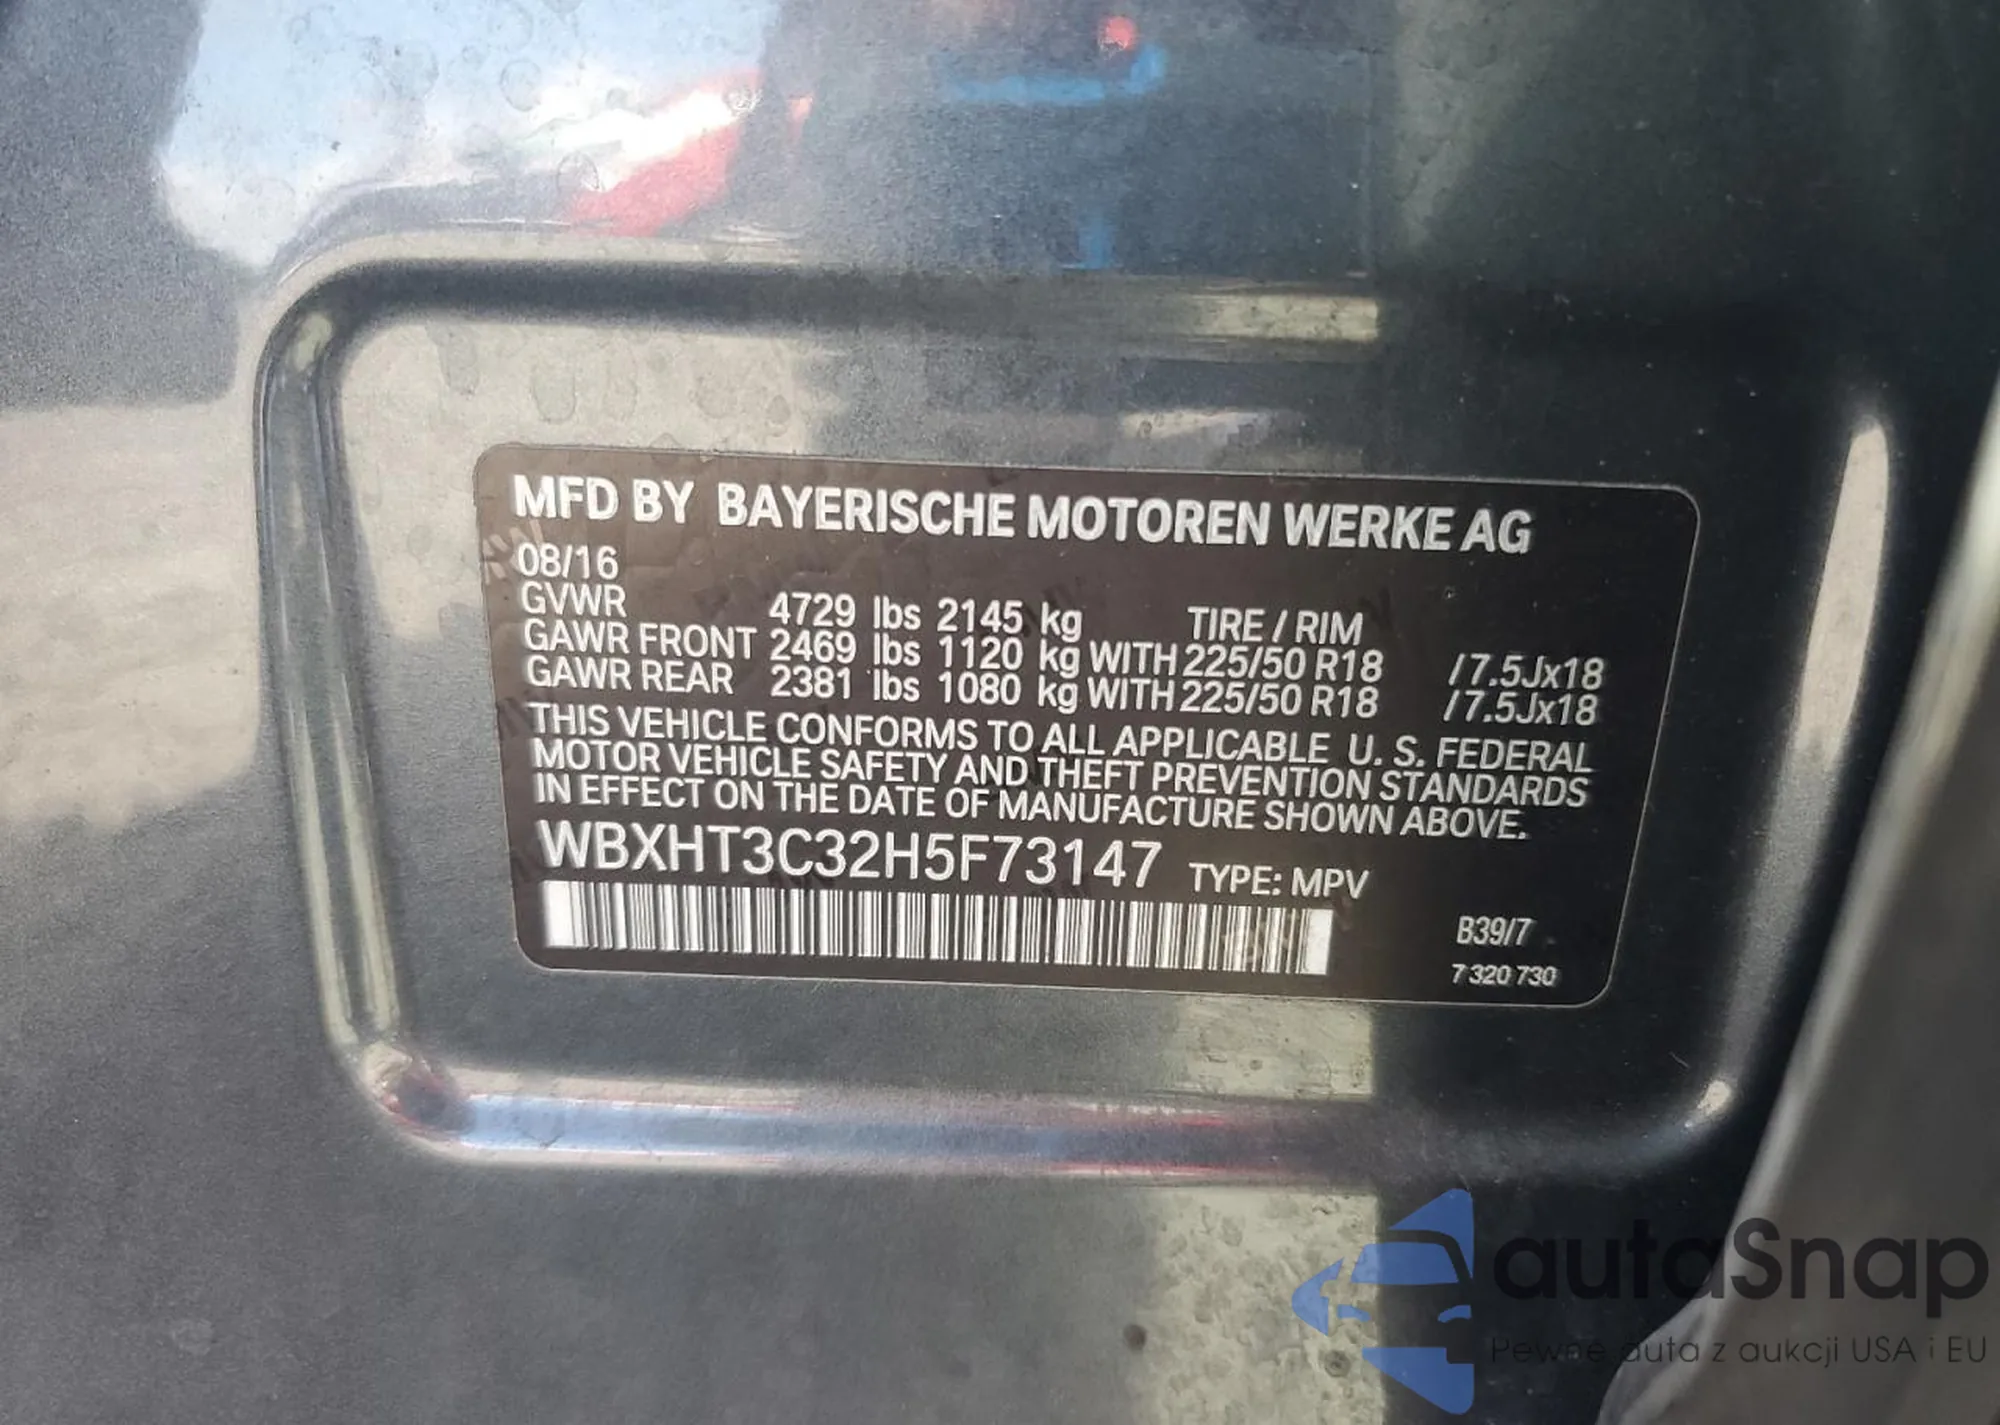 MFD BY BAYERISCHE MOTOREN WERKE AG
08/16
GVWR 4729 lbs 2145 kg TIRE / RIM
GAWR FRONT 2469 lbs 1120 kg WITH 225/50 R18 /7.5Jx18
GAWR REAR 2381 lbs 1080 kg WITH 225/50 R18 /7.5Jx18
THIS VEHICLE CONFORMS TO ALL APPLICABLE U. S. FEDERAL
MOTOR VEHICLE SAFETY AND THEFT PREVENTION STANDARDS
IN EFFECT ON THE DATE OF MANUFACTURE SHOWN ABOVE.
WBXHT3C32H5F73147 TYPE: MPV
B39/7
7 320 730
autaSnap
Pewne auta z aukcji USA i EU